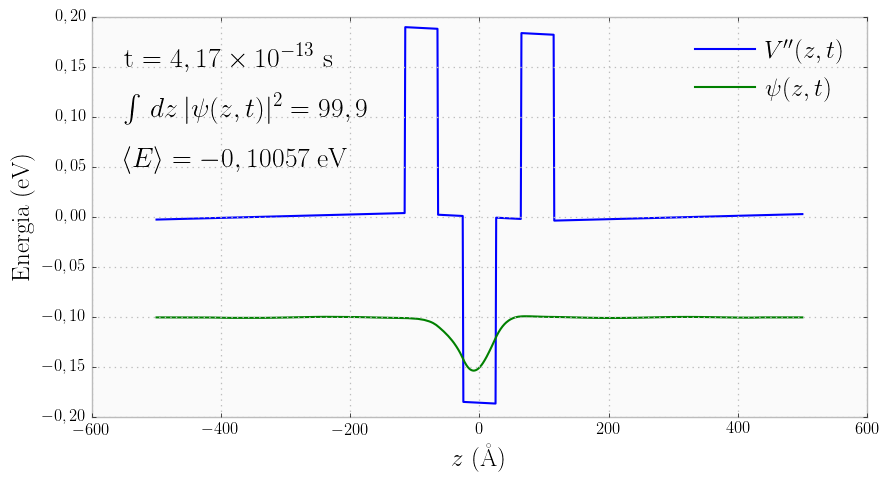 0,20
0,15
0,10
0,05
0,00
−0,05
−0,10
−0,15
−0,20
Energia (eV)
t = 4,17 × 10⁻¹³ s
∫ dz |ψ(z,t)|² = 99,9
⟨E⟩ = −0,10057 eV
V″(z,t)
ψ(z,t)
−600 −400 −200 0 200 400 600
z (Å)